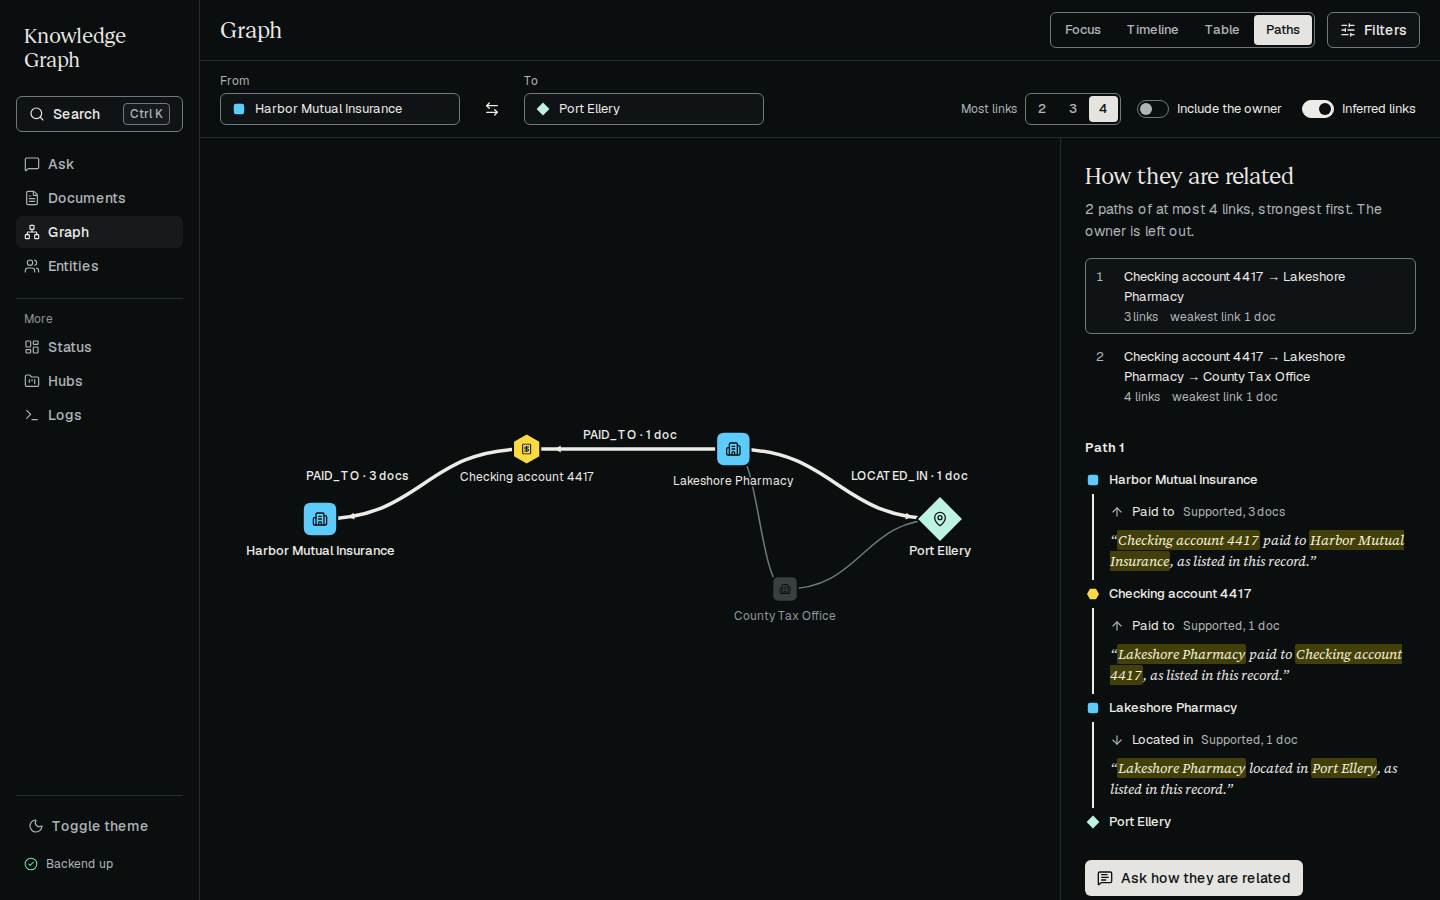 Knowledge
Graph
Search
Ctrl K
Ask
Documents
Graph
Entities
More
Status
Hubs
Logs
Toggle theme
Backend up
Graph
Focus
Timeline
Table
Paths
Filters
From
Harbor Mutual Insurance
To
Port Ellery
Most links
2
3
4
Include the owner
Inferred links
PAID_TO · 1 doc
PAID_TO · 3 docs
Checking account 4417
Lakeshore Pharmacy
LOCATED_IN · 1 doc
Harbor Mutual Insurance
Port Ellery
County Tax Office
How they are related
2 paths of at most 4 links, strongest first. The
owner is left out.
1
Checking account 4417 → Lakeshore
Pharmacy
3 links weakest link 1 doc
2
Checking account 4417 → Lakeshore
Pharmacy → County Tax Office
4 links weakest link 1 doc
Path 1
Harbor Mutual Insurance
↑ Paid to Supported, 3 docs
“Checking account 4417 paid to Harbor Mutual
Insurance, as listed in this record.”
Checking account 4417
↑ Paid to Supported, 1 doc
“Lakeshore Pharmacy paid to Checking account
4417, as listed in this record.”
Lakeshore Pharmacy
↓ Located in Supported, 1 doc
“Lakeshore Pharmacy located in Port Ellery, as
listed in this record.”
Port Ellery
Ask how they are related